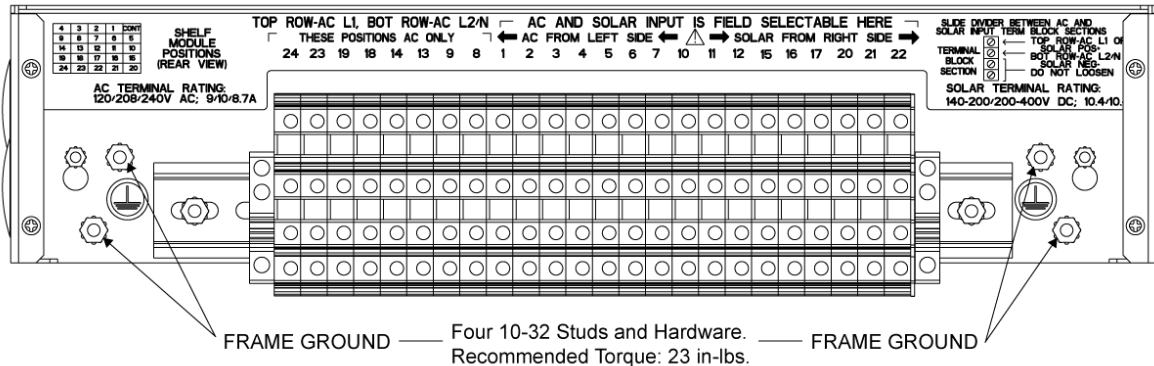 4 3 2 1 CONT
9 8 7 6 5
14 13 12 11 10
19 18 17 16 15
24 23 22 21 20
SHELF
MODULE
POSITIONS
(REAR VIEW)
AC TERMINAL RATING:
120/208/240V AC; 9/10/8.7A
TOP ROW-AC L1, BOT ROW-AC L2/N
THESE POSITIONS AC ONLY
AC AND SOLAR INPUT IS FIELD SELECTABLE HERE
AC FROM LEFT SIDE
SOLAR FROM RIGHT SIDE
24 23 19 18 14 13 9 8 1 2 3 4 5 6 7 10 11 12 15 16 17 20 21 22
SLIDE DIVIDER BETWEEN AC AND
SOLAR INPUT TERM BLOCK SECTIONS
TERMINAL
BLOCK
SECTION
TOP ROW-AC L1 OR
SOLAR POS-
BOT ROW-AC L2/N
SOLAR NEG-
DO NOT LOOSEN
SOLAR TERMINAL RATING:
140-200/200-400V DC; 10.4/10.
FRAME GROUND
Four 10-32 Studs and Hardware.
Recommended Torque: 23 in-lbs.
FRAME GROUND